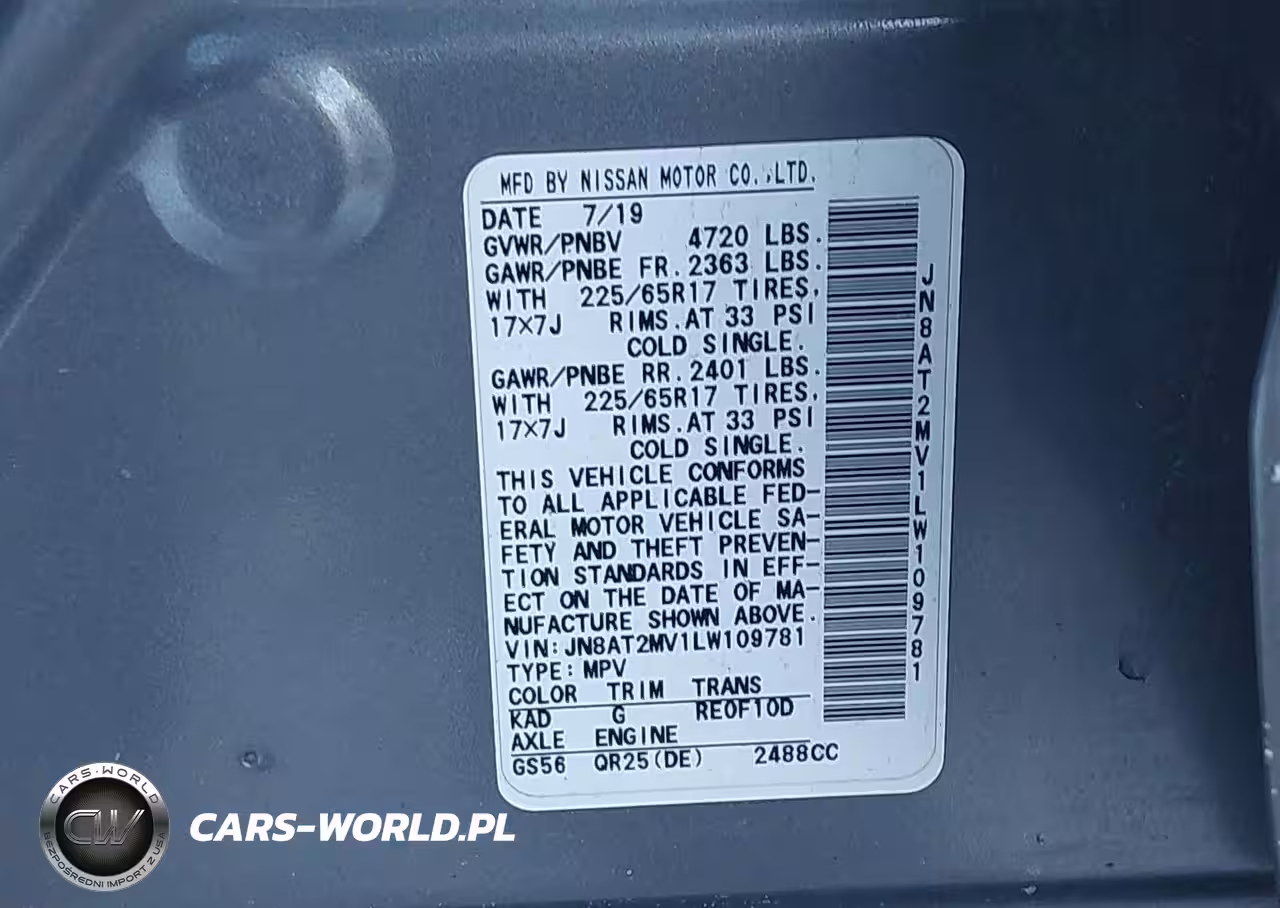 MFD BY NISSAN MOTOR CO.,LTD.
DATE 7/19
GVWR/PNBV 4720 LBS.
GAWR/PNBE FR. 2363 LBS.
WITH 225/65R17 TIRES,
17×7J RIMS. AT 33 PSI
COLD SINGLE.
GAWR/PNBE RR. 2401 LBS.
WITH 225/65R17 TIRES,
17×7J RIMS. AT 33 PSI
COLD SINGLE.
THIS VEHICLE CONFORMS
TO ALL APPLICABLE FED-
ERAL MOTOR VEHICLE SA-
FETY AND THEFT PREVEN-
TION STANDARDS IN EFF-
ECT ON THE DATE OF MA-
NUFACTURE SHOWN ABOVE.
VIN:JN8AT2MV1LW109781
TYPE:MPV
COLOR TRIM TRANS
KAD G RE0F10D
AXLE ENGINE
GS56 QR25(DE) 2488CC
JN8AT2MV1LW109781
CARS-WORLD
CW
BEZPOŚREDNI IMPORT Z USA
CARS-WORLD.PL